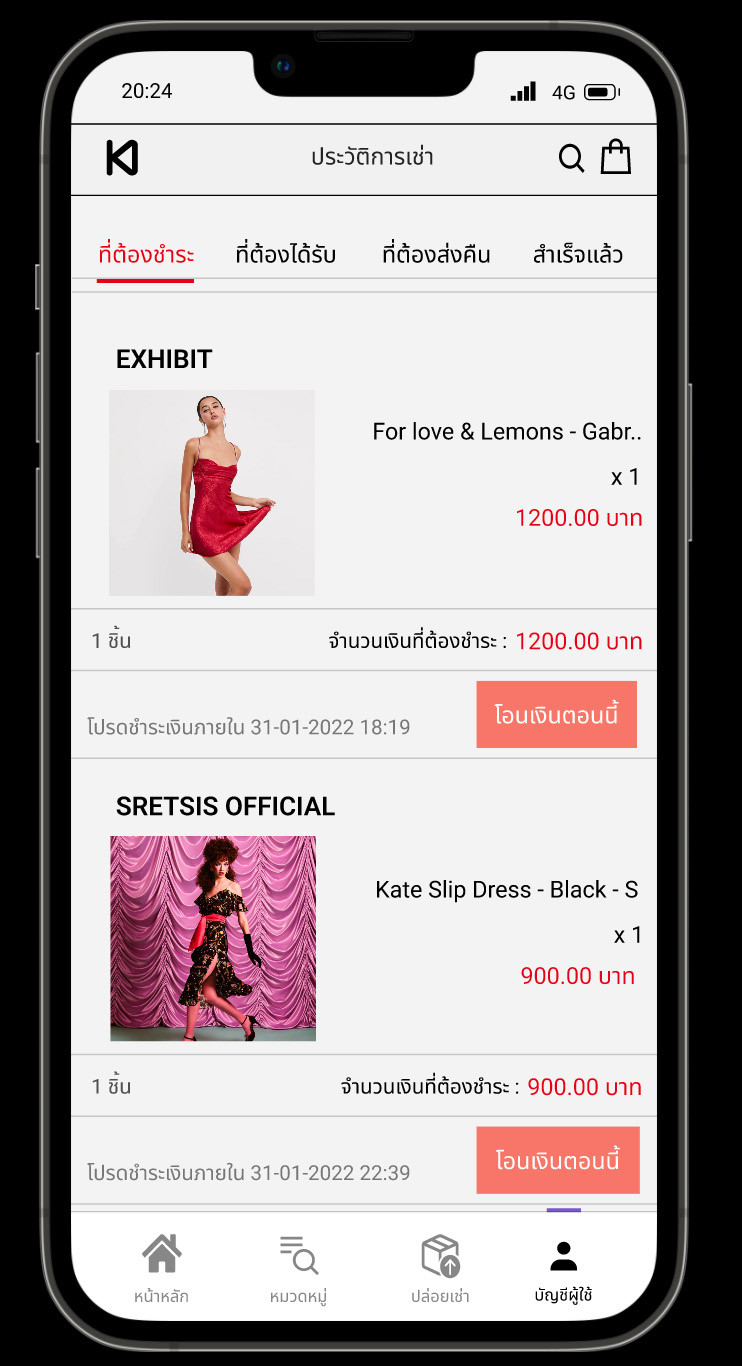 20:24
4G
ประวัติการเช่า
ที่ต้องชำระ ที่ต้องได้รับ ที่ต้องส่งคืน สำเร็จแล้ว
EXHIBIT
For love & Lemons - Gabr..
x 1
1200.00 บาท
1 ชิ้น จำนวนเงินที่ต้องชำระ : 1200.00 บาท
โปรดชำระเงินภายใน 31-01-2022 18:19 โอนเงินตอนนี้
SRETSIS OFFICIAL
Kate Slip Dress - Black - S
x 1
900.00 บาท
1 ชิ้น จำนวนเงินที่ต้องชำระ : 900.00 บาท
โปรดชำระเงินภายใน 31-01-2022 22:39 โอนเงินตอนนี้
หน้าหลัก หมวดหมู่ ปล่อยเช่า บัญชีผู้ใช้